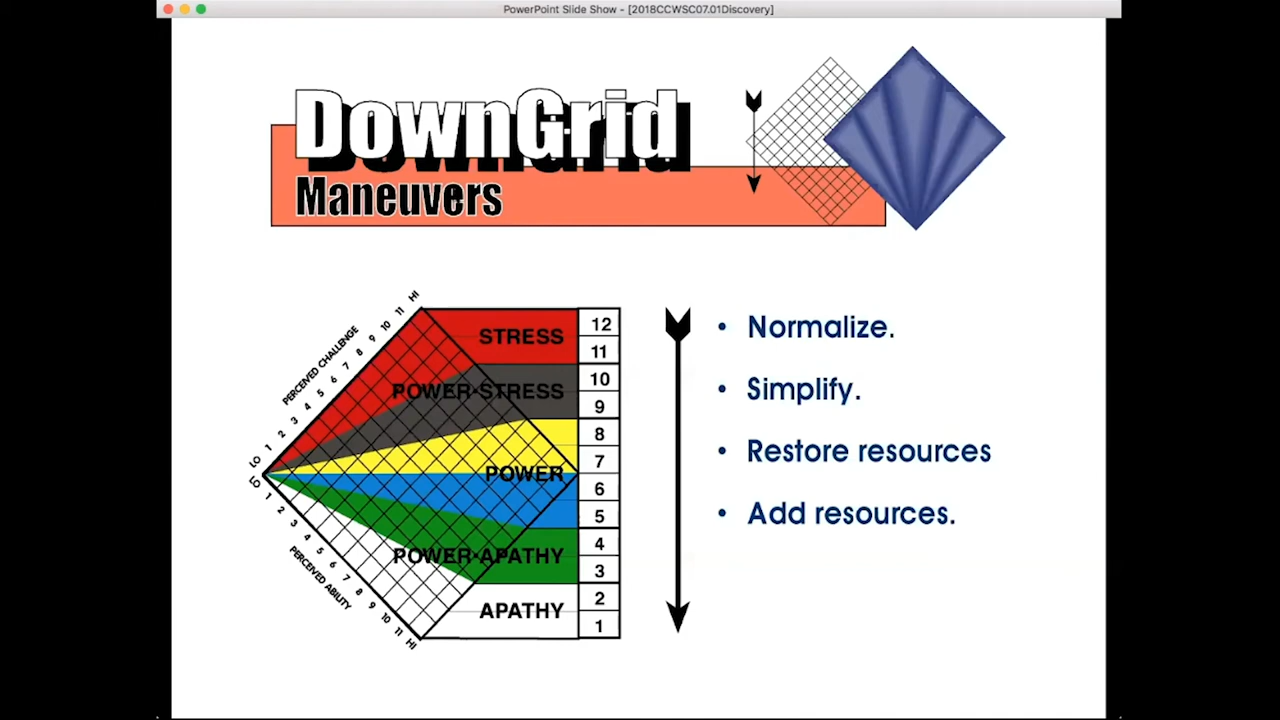 PowerPoint Slide Show - [2018CCWSC07.01Discovery]
DownGrid
Maneuvers
PERCEIVED CHALLENGE
LO 1 2 3 4 5 6 7 8 9 10 11 HI
LO 1 2 3 4 5 6 7 8 9 10 11 HI
PERCEIVED ABILITY
STRESS
POWER•STRESS
POWER
POWER•APATHY
APATHY
12
11
10
9
8
7
6
5
4
3
2
1
• Normalize.
• Simplify.
• Restore resources
• Add resources.